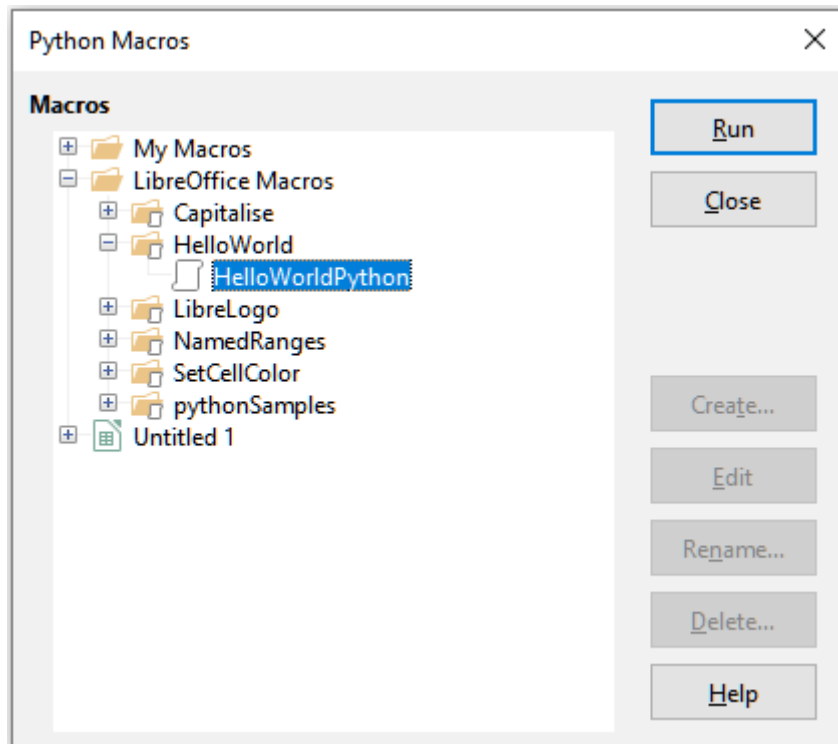 Python Macros
Macros
My Macros
LibreOffice Macros
Capitalise
HelloWorld
HelloWorldPython
LibreLogo
NamedRanges
SetCellColor
pythonSamples
Untitled 1
Run
Close
Create...
Edit
Rename...
Delete...
Help